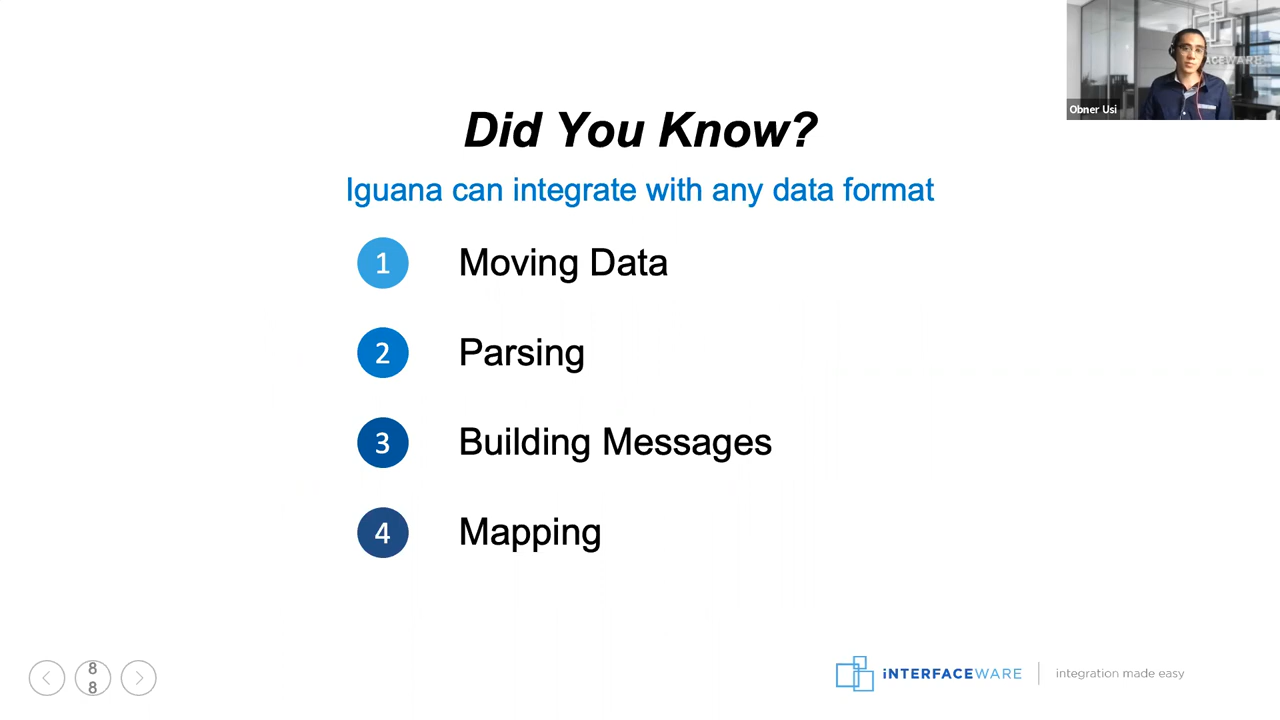 Did You Know?
Iguana can integrate with any data format
1 Moving Data
2 Parsing
3 Building Messages
4 Mapping
Obner Usi
8
8
iNTERFACEWARE
integration made easy